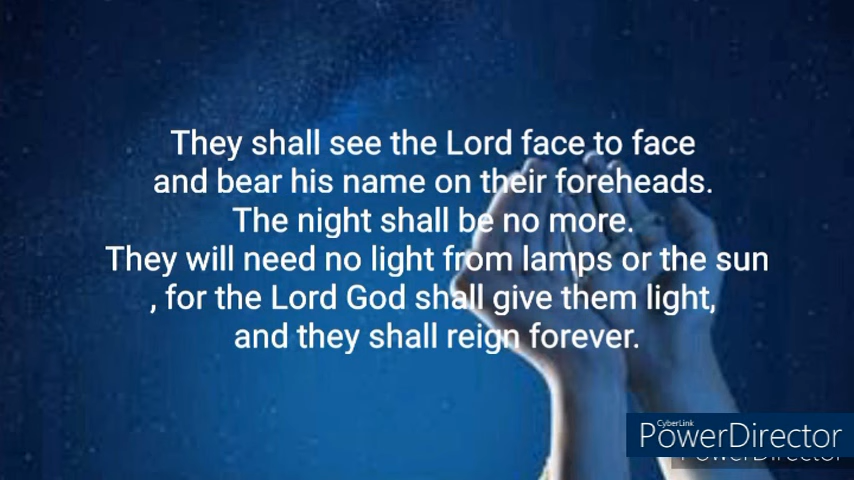 They shall see the Lord face to face
and bear his name on their foreheads.
The night shall be no more.
They will need no light from lamps or the sun
, for the Lord God shall give them light,
and they shall reign forever.
CyberLink
PowerDirector
PowerDirector